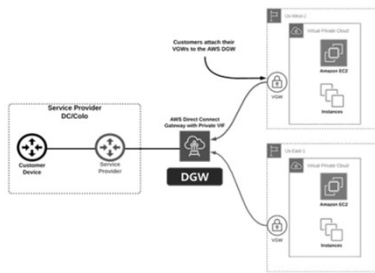 Us-West-2
Virtual Private Cloud
Customers attach their
VGWs to the AWS DGW
Amazon EC2
VGW
Instances
Service Provider
DC/Colo
AWS Direct Connect
Gateway with Private VIF
Customer
Device
Service
Provider
DGW
Us-East-1
Virtual Private Cloud
Amazon EC2
VGW
Instances